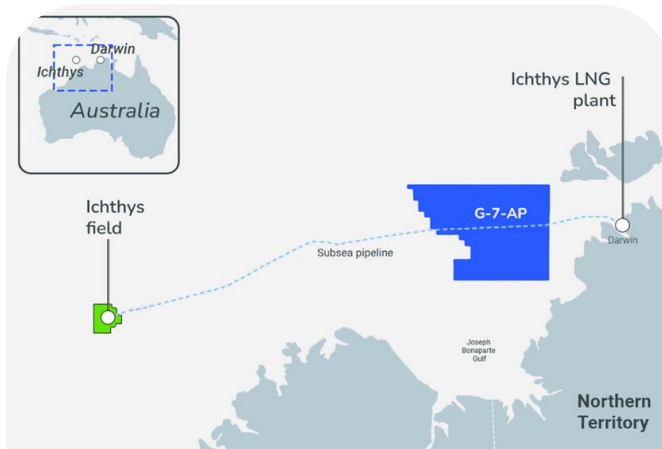 Darwin
Ichthys
Australia
Ichthys LNG
plant
Ichthys
field
G-7-AP
Subsea pipeline
Darwin
Joseph
Bonaparte
Gulf
Northern
Territory